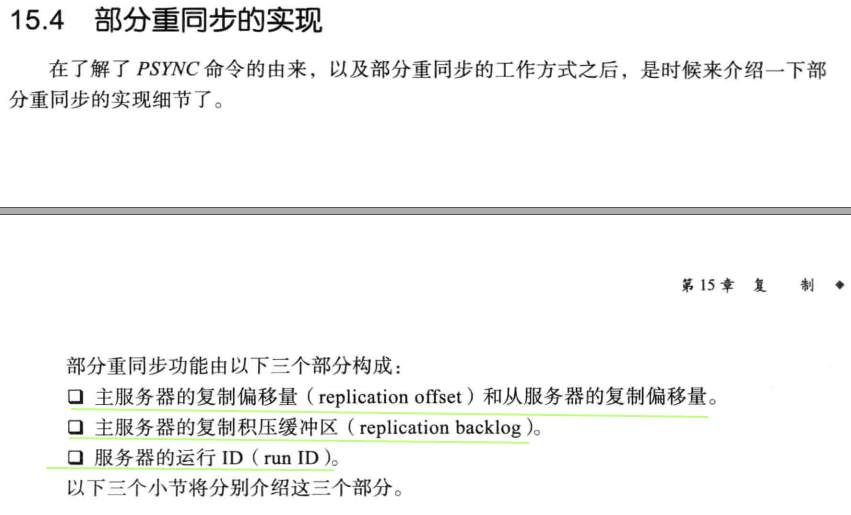 15.4 部分重同步的实现
在了解了 PSYNC 命令的由来，以及部分重同步的工作方式之后，是时候来介绍一下部
分重同步的实现细节了。
第 15 章 复 制 ◆
部分重同步功能由以下三个部分构成：
❏ 主服务器的复制偏移量（replication offset）和从服务器的复制偏移量。
❏ 主服务器的复制积压缓冲区（replication backlog）。
❏ 服务器的运行 ID（run ID）。
以下三个小节将分别介绍这三个部分。